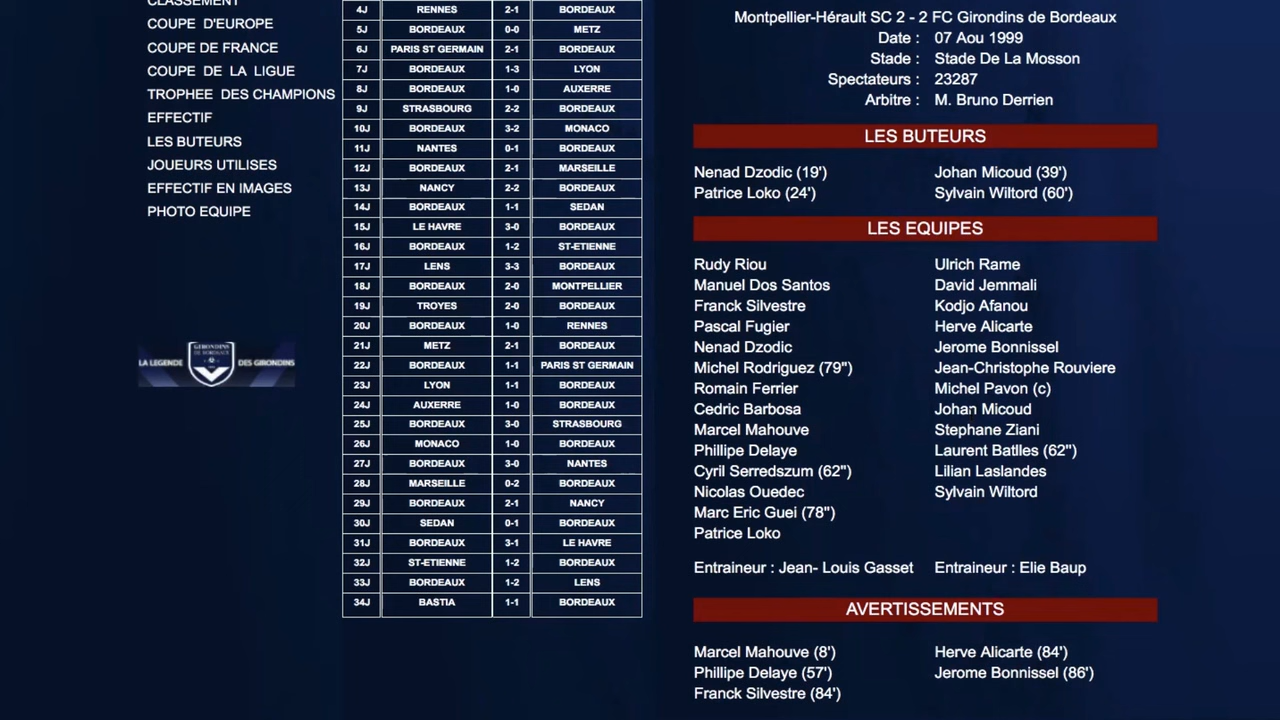 CLASSEMENT
COUPE D'EUROPE
COUPE DE FRANCE
COUPE DE LA LIGUE
TROPHEE DES CHAMPIONS
EFFECTIF
LES BUTEURS
JOUEURS UTILISES
EFFECTIF EN IMAGES
PHOTO EQUIPE
LA LEGENDE GIRONDINS DE BORDEAUX DES GIRONDINS
4J RENNES 2-1 BORDEAUX
5J BORDEAUX 0-0 METZ
6J PARIS ST GERMAIN 2-1 BORDEAUX
7J BORDEAUX 1-3 LYON
8J BORDEAUX 1-0 AUXERRE
9J STRASBOURG 2-2 BORDEAUX
10J BORDEAUX 3-2 MONACO
11J NANTES 0-1 BORDEAUX
12J BORDEAUX 2-1 MARSEILLE
13J NANCY 2-2 BORDEAUX
14J BORDEAUX 1-1 SEDAN
15J LE HAVRE 3-0 BORDEAUX
16J BORDEAUX 1-2 ST-ETIENNE
17J LENS 3-3 BORDEAUX
18J BORDEAUX 2-0 MONTPELLIER
19J TROYES 2-0 BORDEAUX
20J BORDEAUX 1-0 RENNES
21J METZ 2-1 BORDEAUX
22J BORDEAUX 1-1 PARIS ST GERMAIN
23J LYON 1-1 BORDEAUX
24J AUXERRE 1-0 BORDEAUX
25J BORDEAUX 3-0 STRASBOURG
26J MONACO 1-0 BORDEAUX
27J BORDEAUX 3-0 NANTES
28J MARSEILLE 0-2 BORDEAUX
29J BORDEAUX 2-1 NANCY
30J SEDAN 0-1 BORDEAUX
31J BORDEAUX 3-1 LE HAVRE
32J ST-ETIENNE 1-2 BORDEAUX
33J BORDEAUX 1-2 LENS
34J BASTIA 1-1 BORDEAUX
Montpellier-Hérault SC 2 - 2 FC Girondins de Bordeaux
Date : 07 Aou 1999
Stade : Stade De La Mosson
Spectateurs : 23287
Arbitre : M. Bruno Derrien
LES BUTEURS
Nenad Dzodic (19') Johan Micoud (39')
Patrice Loko (24') Sylvain Wiltord (60')
LES EQUIPES
Rudy Riou Ulrich Rame
Manuel Dos Santos David Jemmali
Franck Silvestre Kodjo Afanou
Pascal Fugier Herve Alicarte
Nenad Dzodic Jerome Bonnissel
Michel Rodriguez (79") Jean-Christophe Rouviere
Romain Ferrier Michel Pavon (c)
Cedric Barbosa Johan Micoud
Marcel Mahouve Stephane Ziani
Phillipe Delaye Laurent Batlles (62")
Cyril Serredszum (62") Lilian Laslandes
Nicolas Ouedec Sylvain Wiltord
Marc Eric Guei (78")
Patrice Loko
Entraineur : Jean- Louis Gasset Entraineur : Elie Baup
AVERTISSEMENTS
Marcel Mahouve (8') Herve Alicarte (84')
Phillipe Delaye (57') Jerome Bonnissel (86')
Franck Silvestre (84')